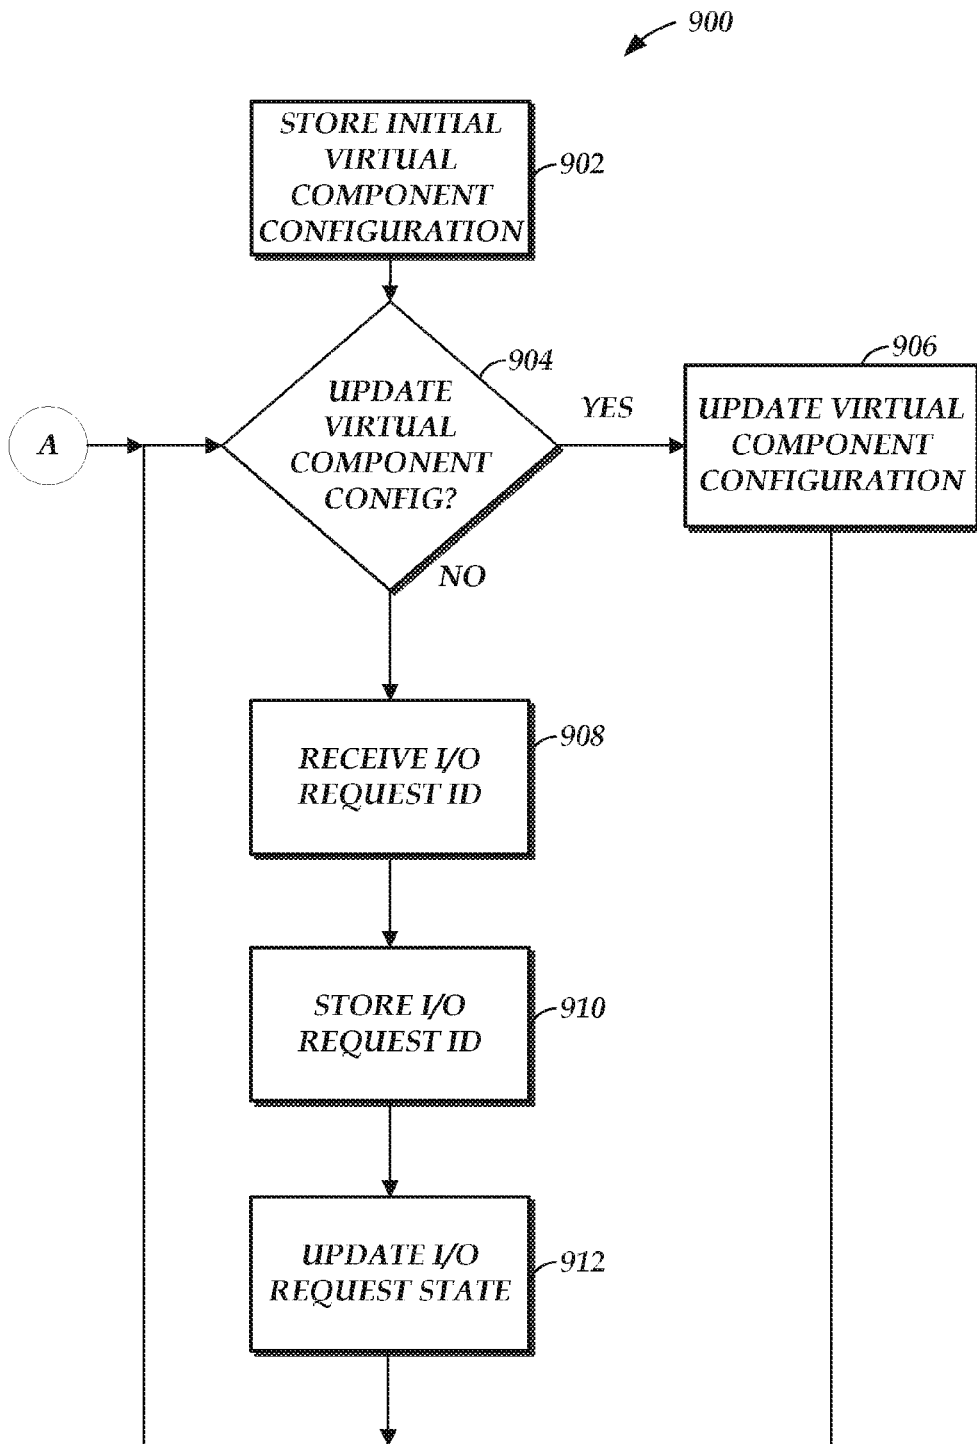 900
STORE INITIAL
VIRTUAL
COMPONENT
CONFIGURATION
902
904
UPDATE
VIRTUAL
COMPONENT
CONFIG?
A
YES
906
UPDATE VIRTUAL
COMPONENT
CONFIGURATION
NO
RECEIVE I/O
REQUEST ID
908
STORE I/O
REQUEST ID
910
UPDATE I/O
REQUEST STATE
912